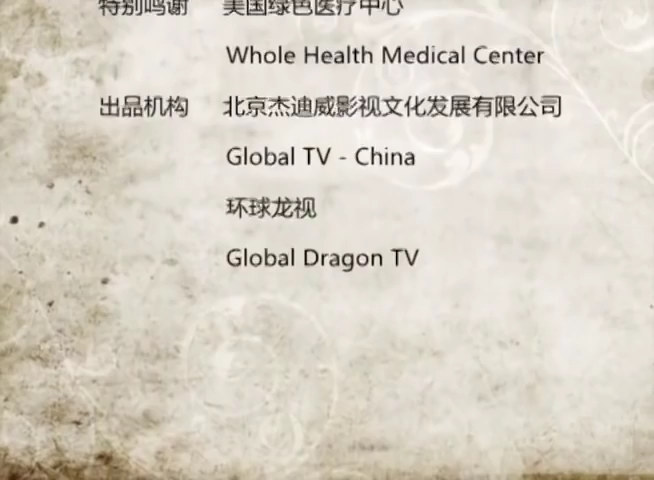 特别鸣谢 美国绿色医疗中心
Whole Health Medical Center
出品机构 北京杰迪威影视文化发展有限公司
Global TV - China
环球龙视
Global Dragon TV